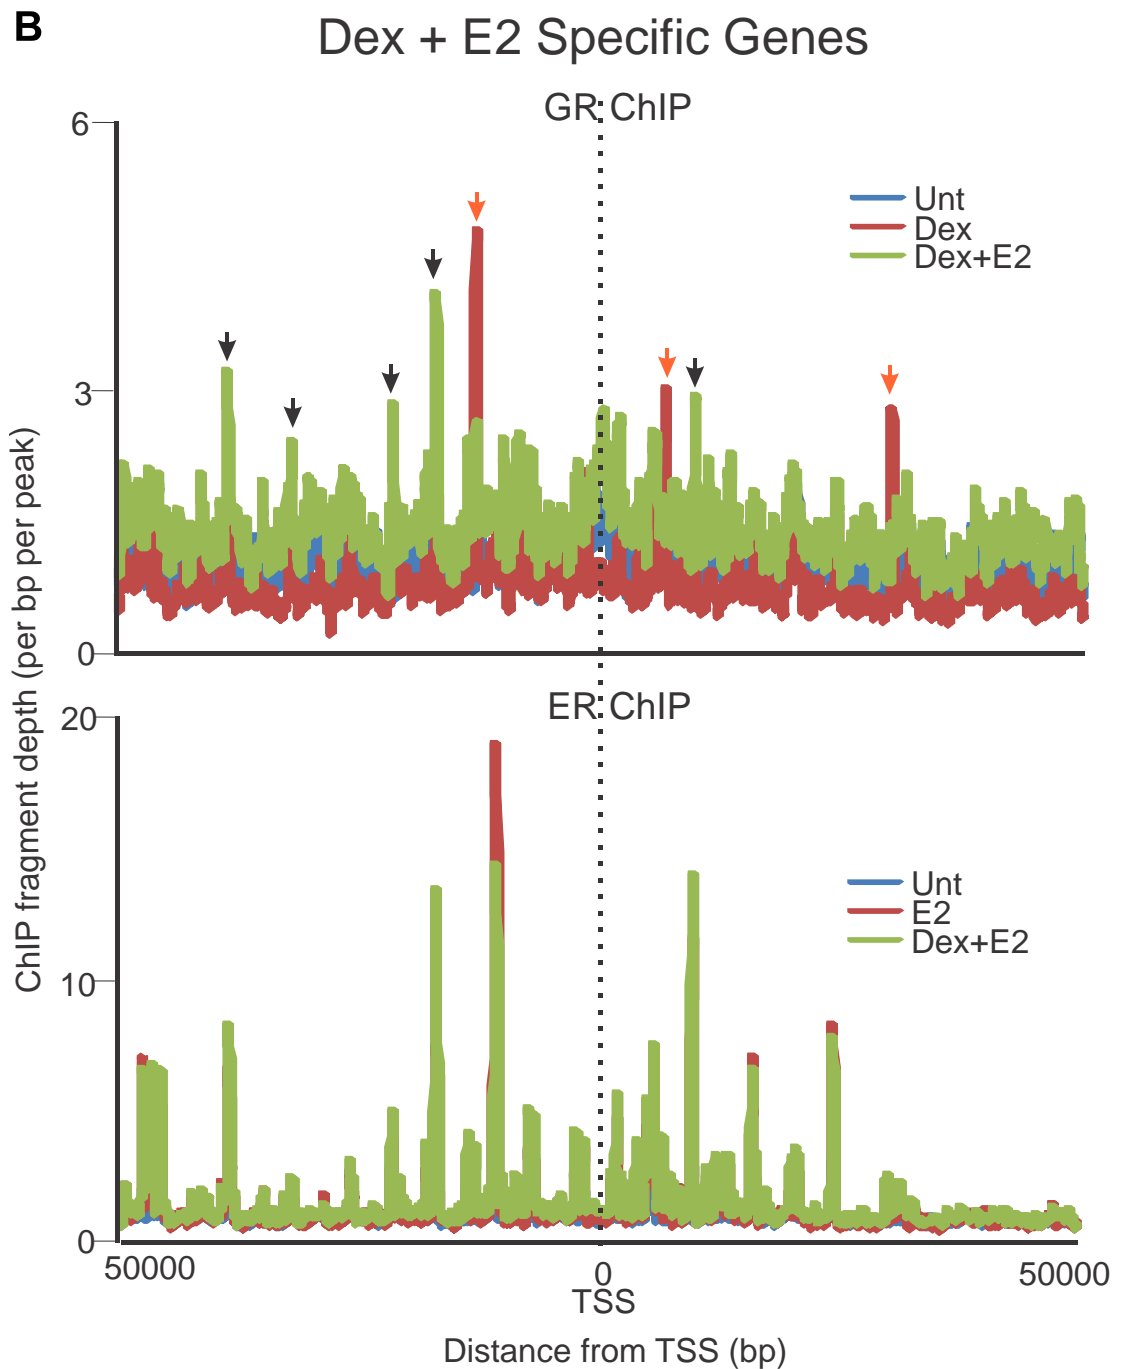 B
Dex + E2 Specific Genes
GR ChIP
6
3
0
Unt
Dex
Dex+E2
ChIP fragment depth (per bp per peak)
ER ChIP
20
10
0
Unt
E2
Dex+E2
50000
0
50000
TSS
Distance from TSS (bp)